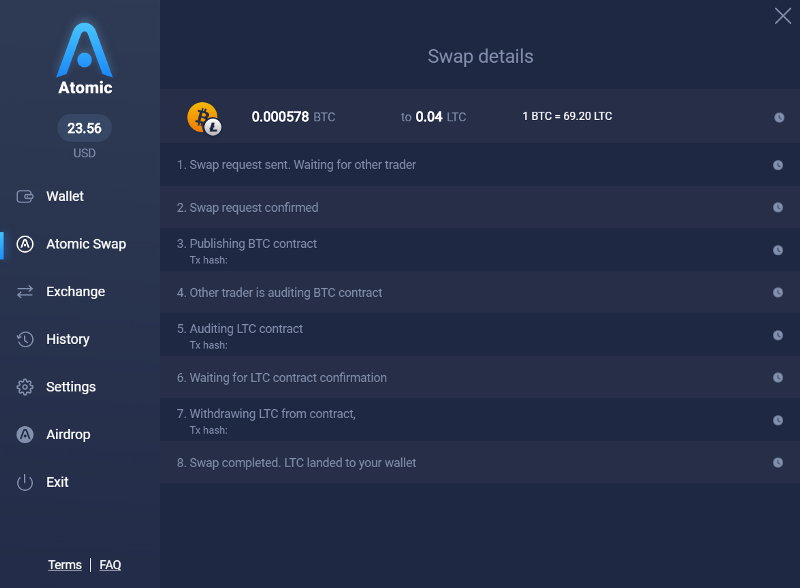 Atomic
23.56
USD
Wallet
Atomic Swap
Exchange
History
Settings
Airdrop
Exit
Terms | FAQ
Swap details
0.000578 BTC to 0.04 LTC 1 BTC = 69.20 LTC
1. Swap request sent. Waiting for other trader
2. Swap request confirmed
3. Publishing BTC contract
Tx hash:
4. Other trader is auditing BTC contract
5. Auditing LTC contract
Tx hash:
6. Waiting for LTC contract confirmation
7. Withdrawing LTC from contract,
Tx hash:
8. Swap completed. LTC landed to your wallet